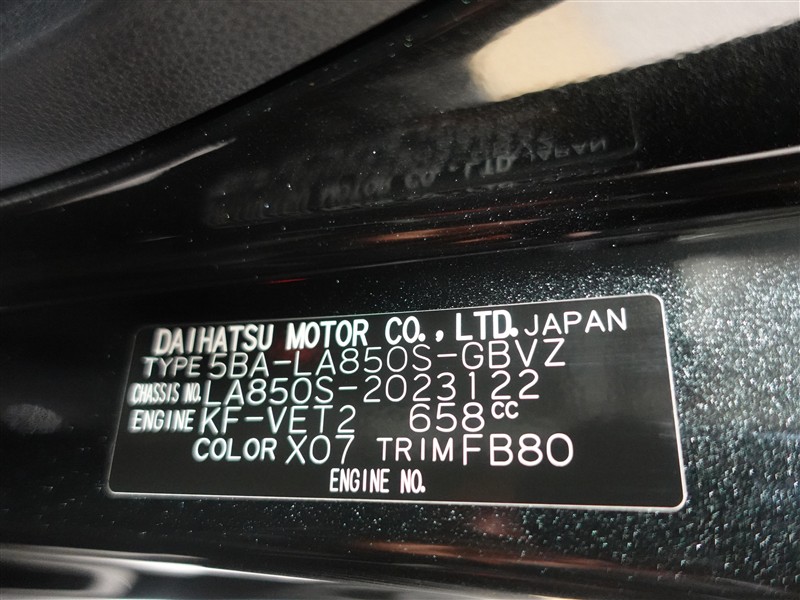 DAIHATSU MOTOR CO., LTD. JAPAN
TYPE 5BA-LA850S-GBVZ
CHASSIS NO. LA850S-2023122
ENGINE KF-VET2 658CC
COLOR X07 TRIM FB80
ENGINE NO.